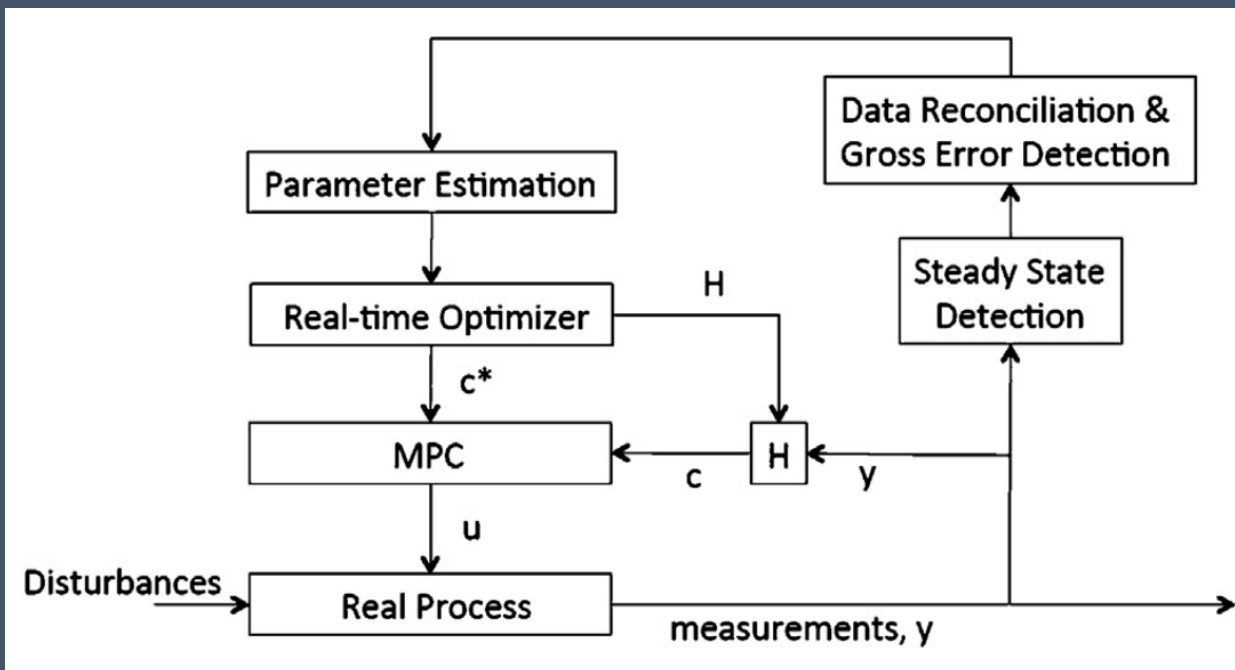 Data Reconciliation &
Gross Error Detection
Parameter Estimation
Steady State
Detection
H
Real-time Optimizer
c*
MPC
H
c
y
u
Disturbances
Real Process
measurements, y